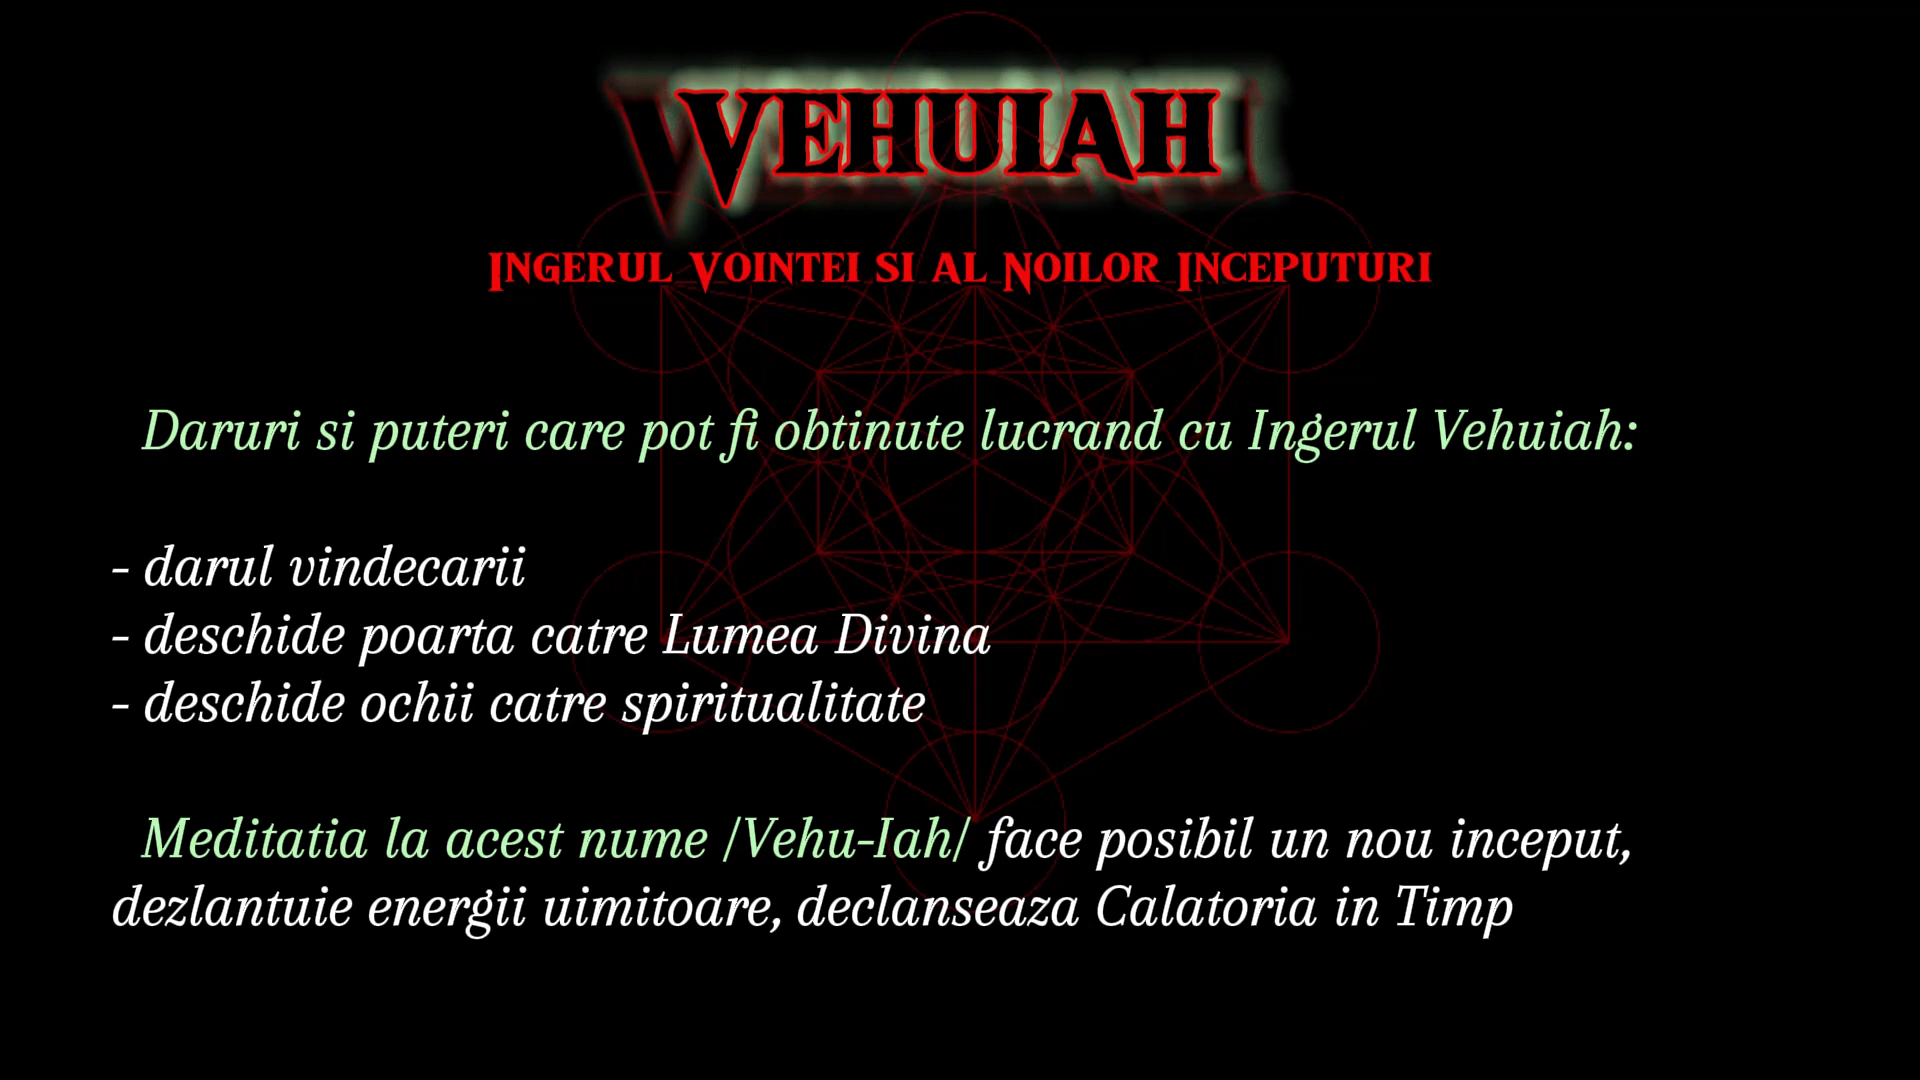 VEHUIAH
INGERUL VOINTEI SI AL NOILOR INCEPUTURI
Daruri si puteri care pot fi obtinute lucrand cu Ingerul Vehuiah:
- darul vindecarii
- deschide poarta catre Lumea Divina
- deschide ochii catre spiritualitate
Meditatia la acest nume /Vehu-Iah/ face posibil un nou inceput,
dezlantuie energii uimitoare, declanseaza Calatoria in Timp